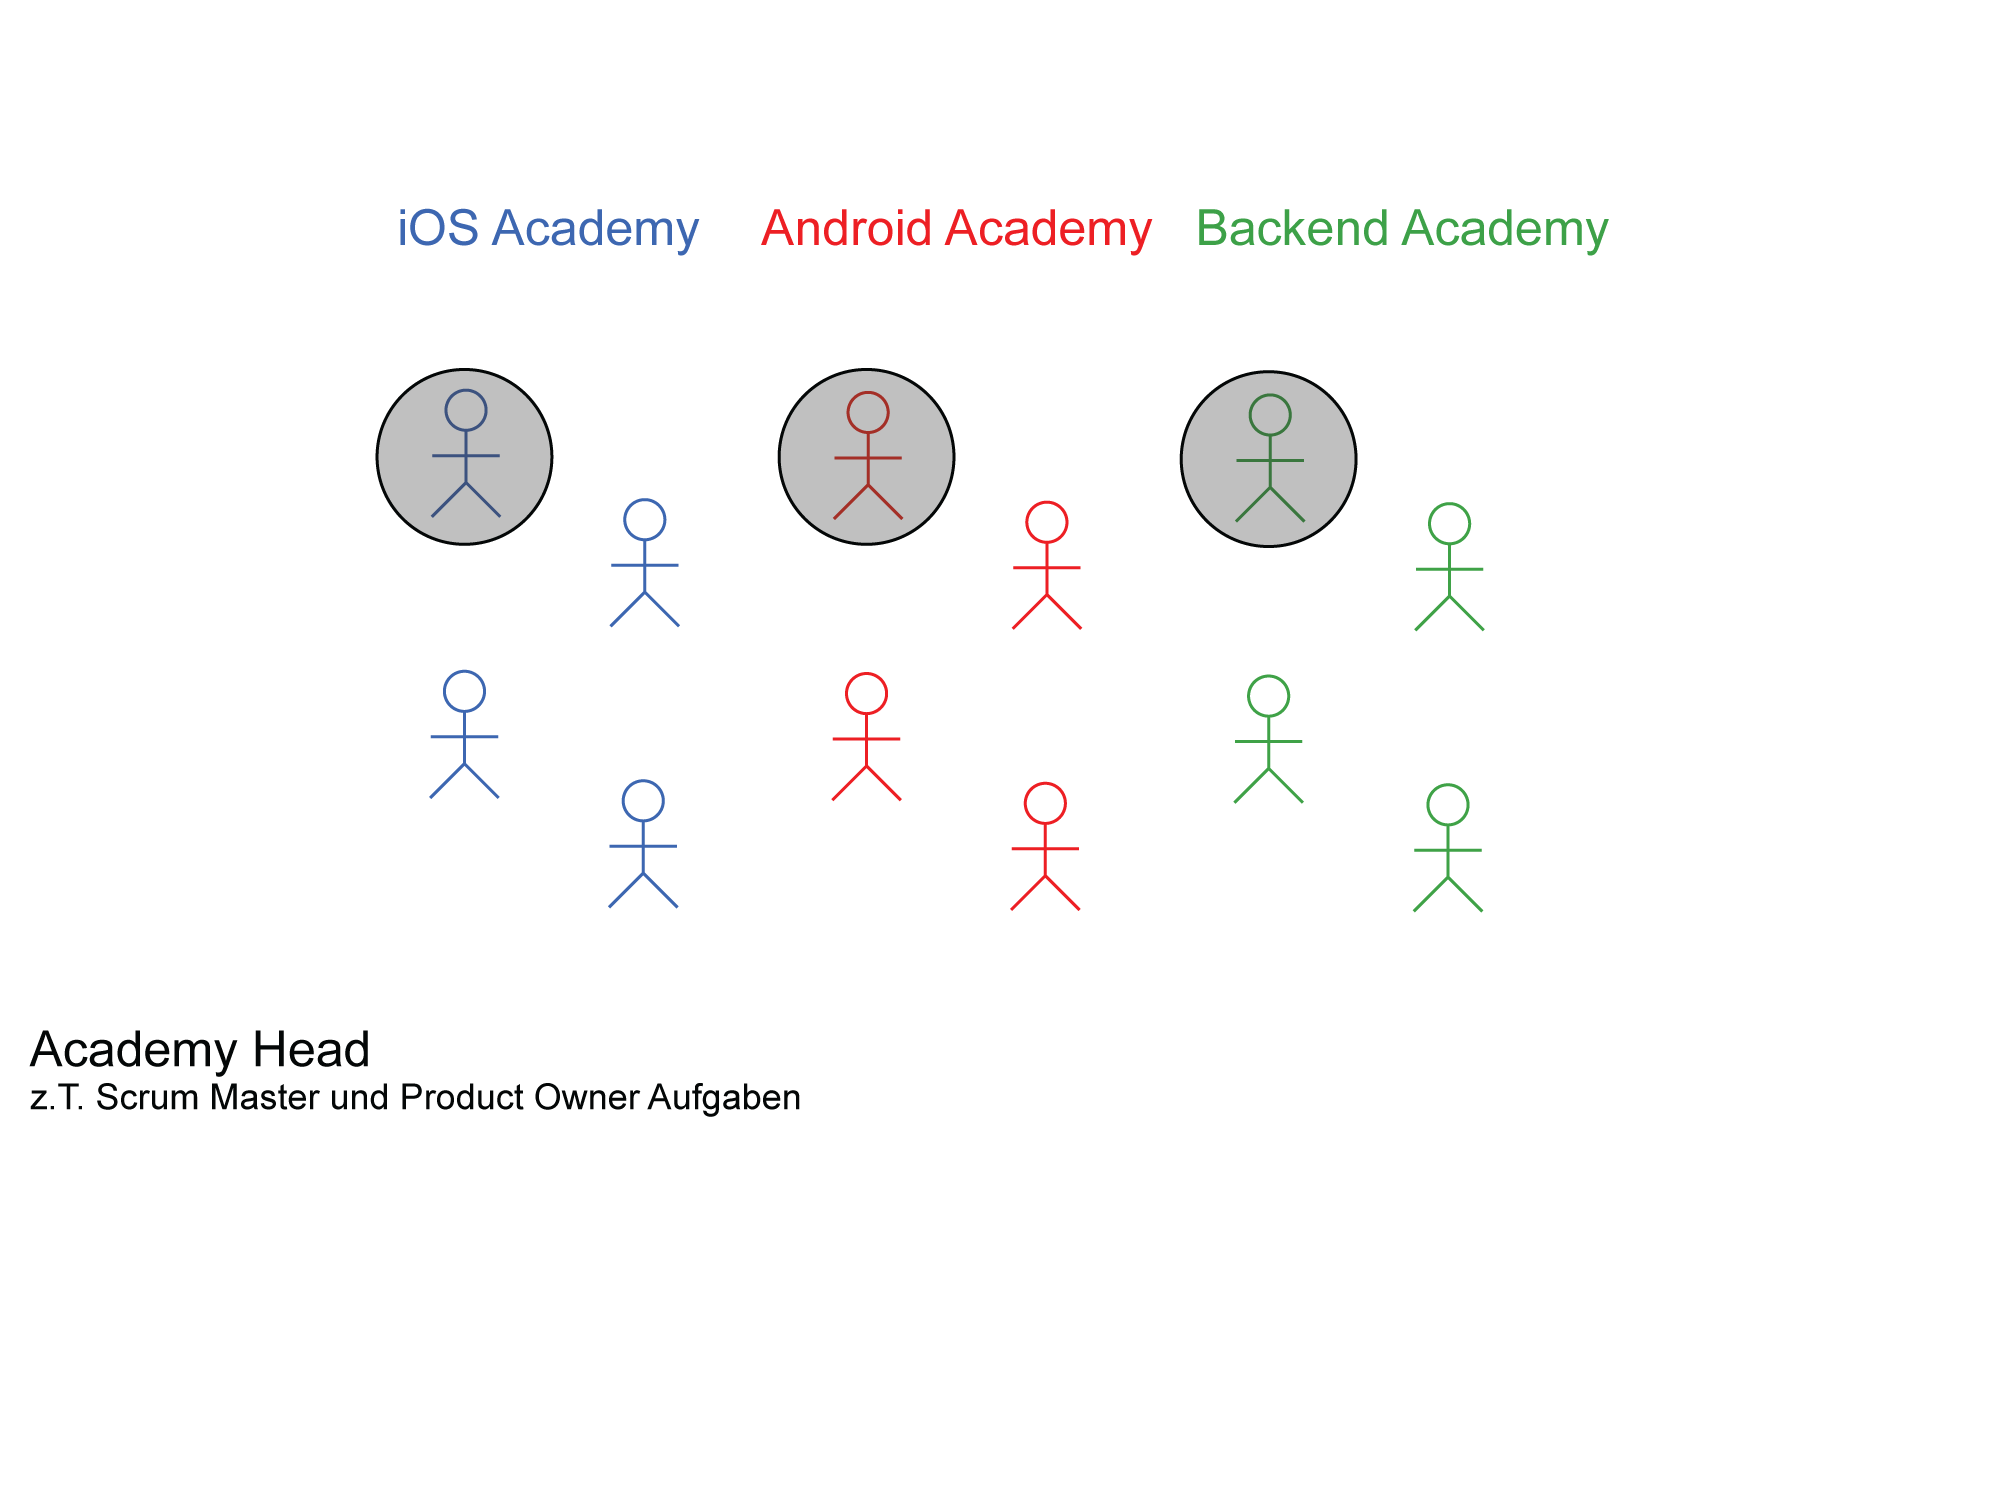 iOS Academy Android Academy Backend Academy
Academy Head
z.T. Scrum Master und Product Owner Aufgaben